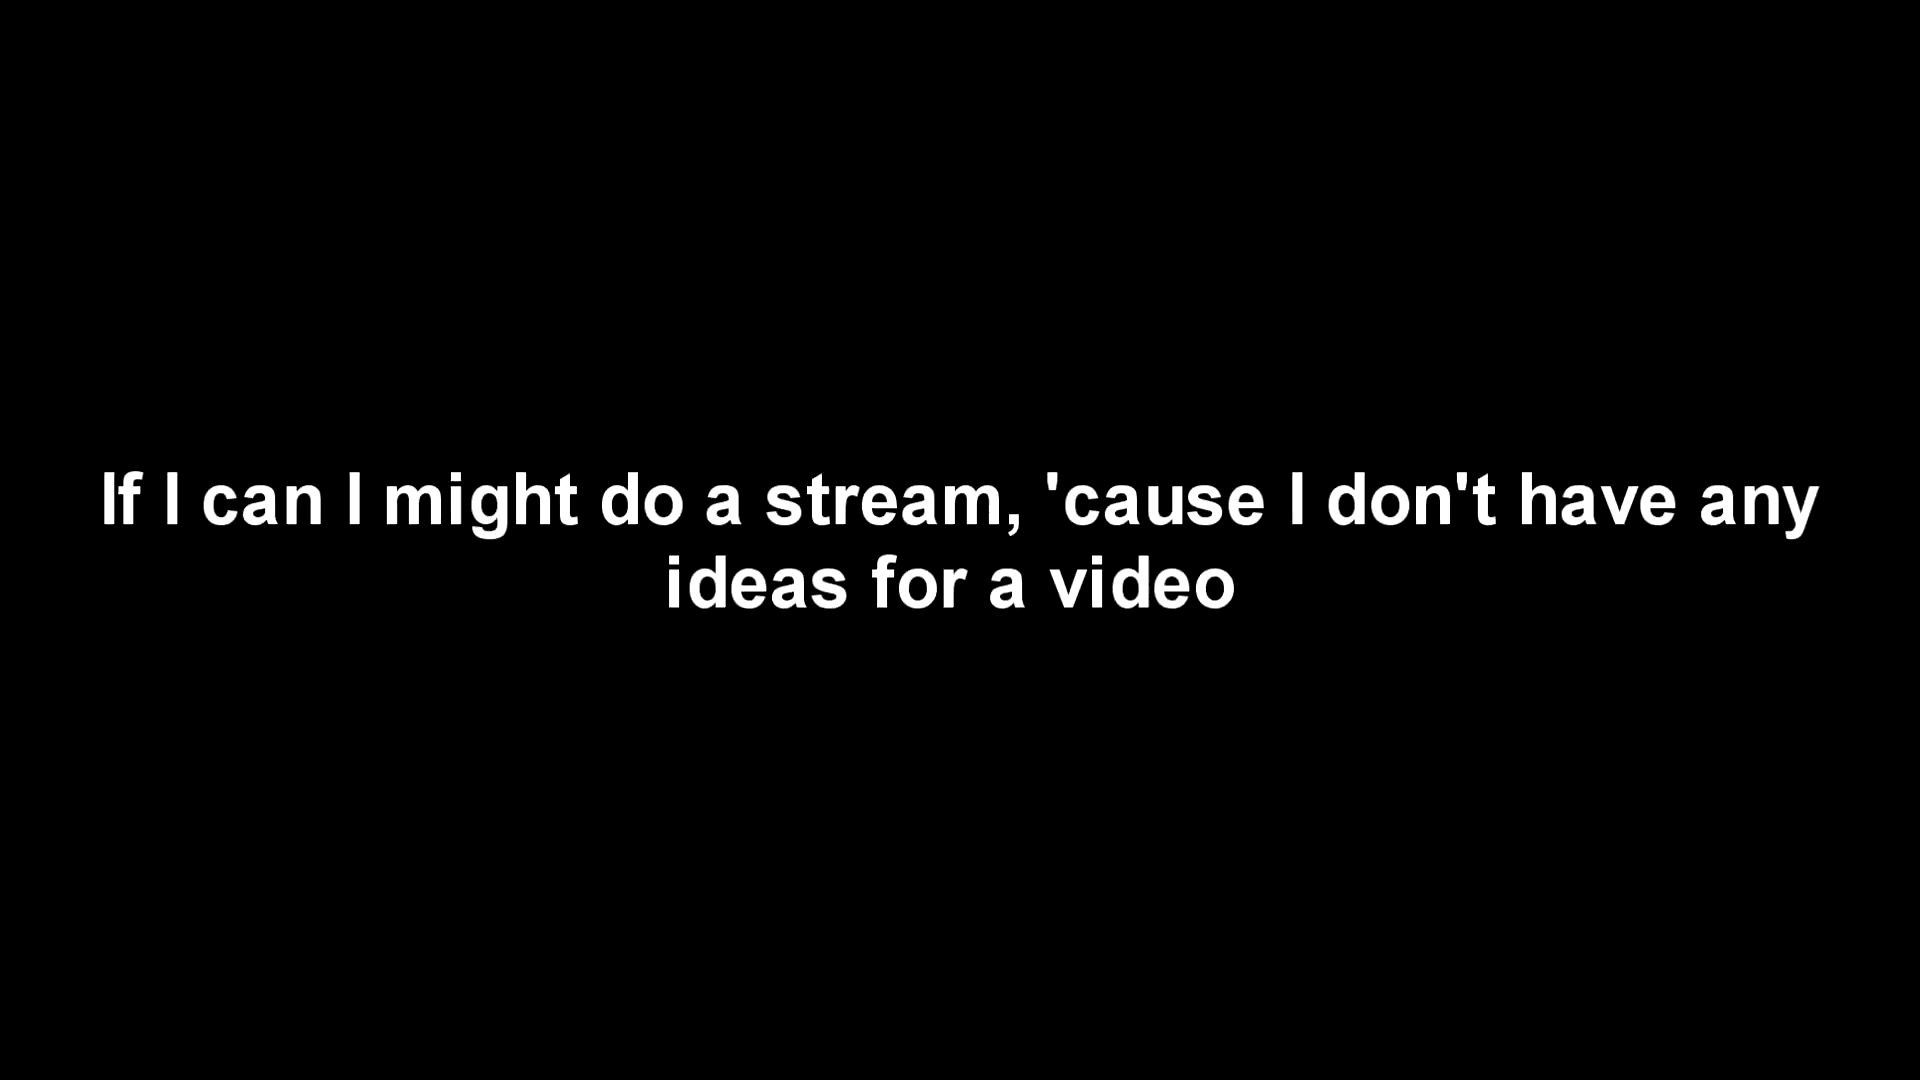 If I can I might do a stream, 'cause I don't have any
ideas for a video